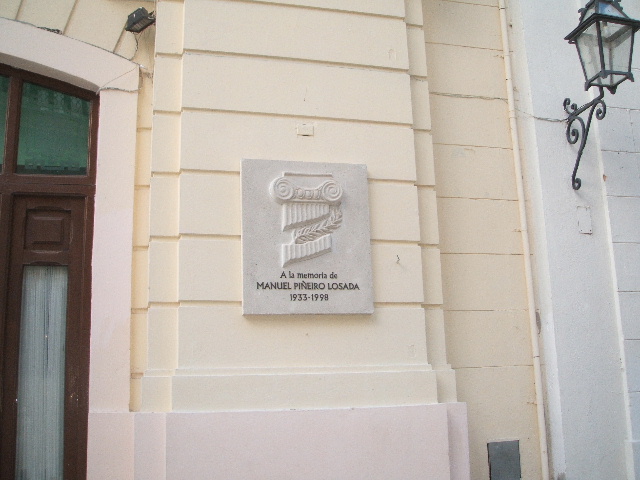 A la memoria de
MANUEL PIÑEIRO LOSADA
1933-1998